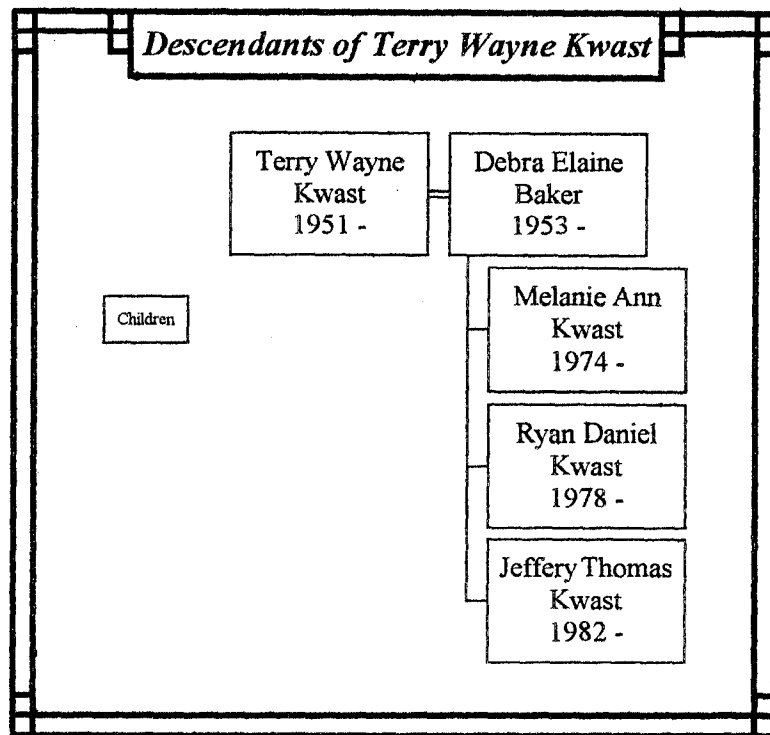 Descendants of Terry Wayne Kwast
Terry Wayne
Kwast
1951 -
Debra Elaine
Baker
1953 -
Children
Melanie Ann
Kwast
1974 -
Ryan Daniel
Kwast
1978 -
Jeffery Thomas
Kwast
1982 -